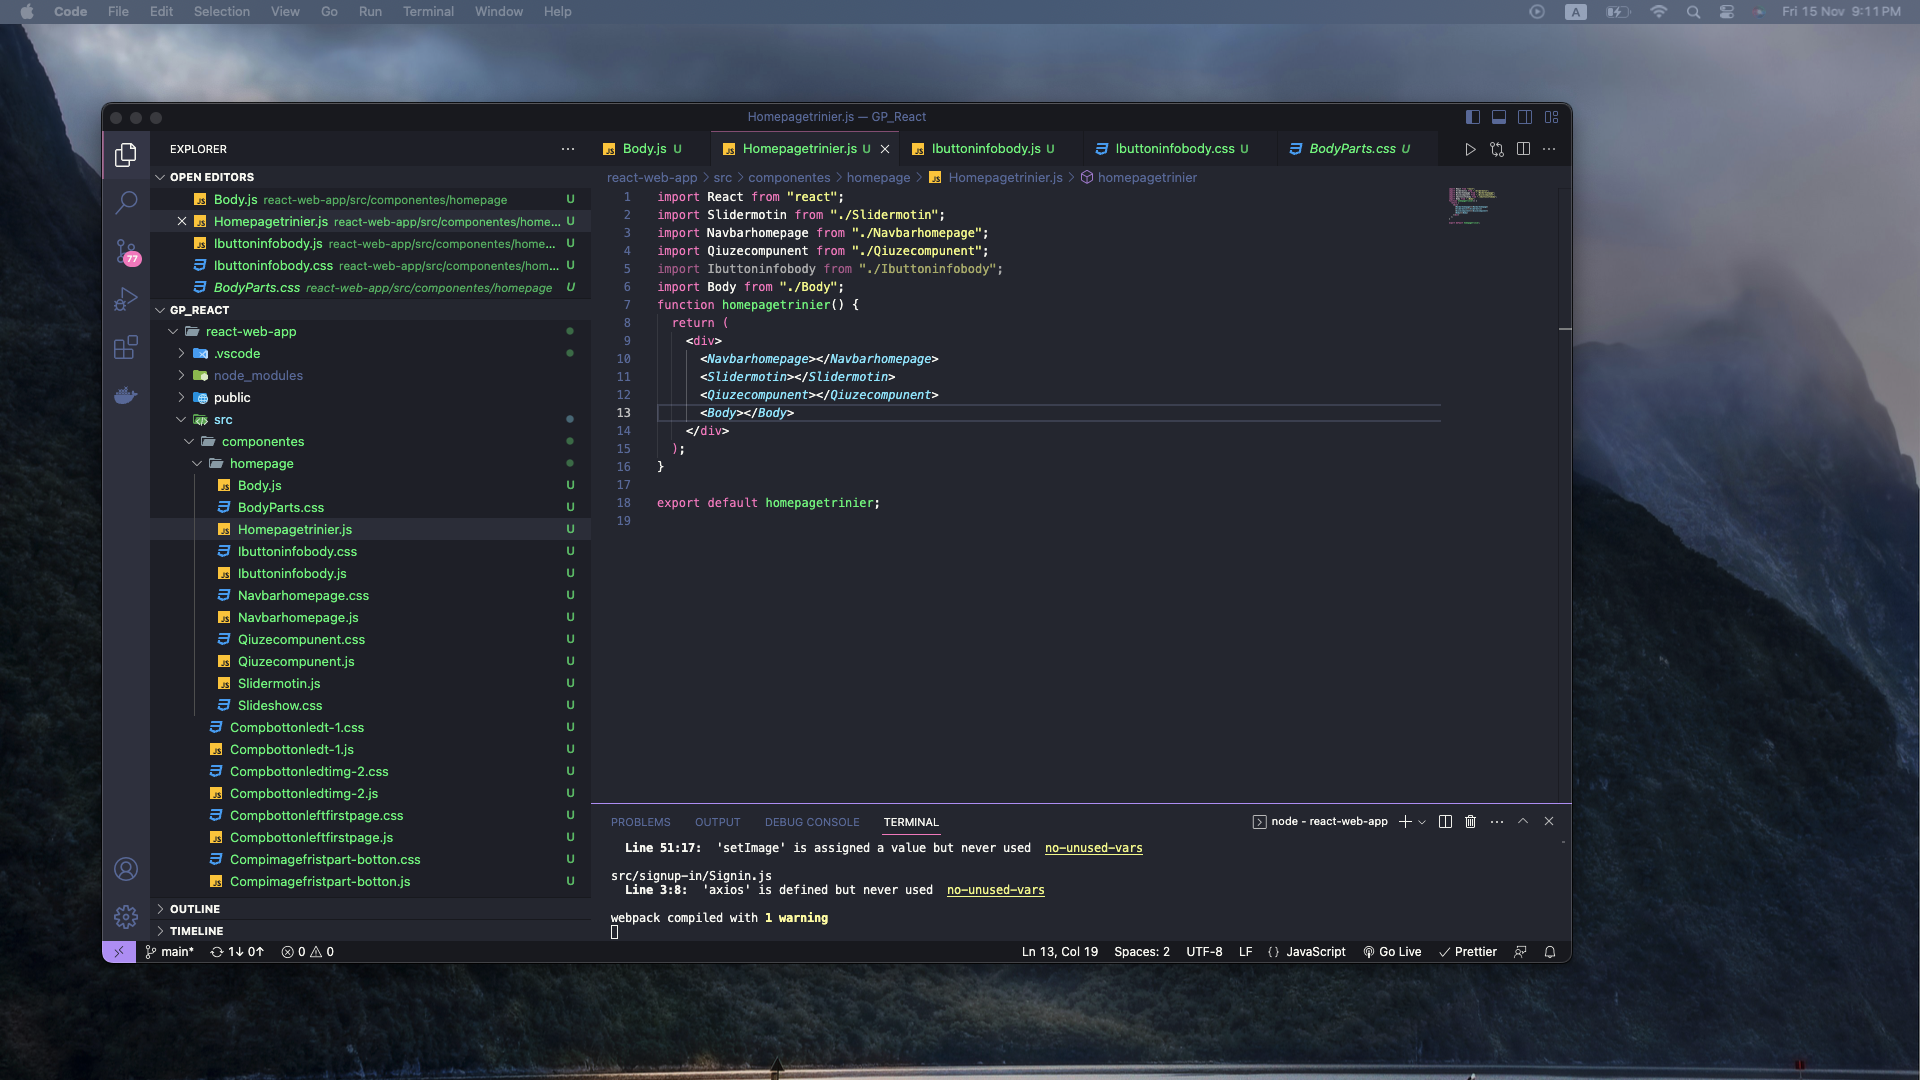 Code File Edit Selection View Go Run Terminal Window Help
A
Fri 15 Nov 9:11 PM
Homepagetrinier.js — GP_React
EXPLORER
OPEN EDITORS
Body.js react-web-app/src/componentes/homepage U
Homepagetrinier.js react-web-app/src/componentes/home... U
Ibuttoninfobody.js react-web-app/src/componentes/home... U
Ibuttoninfobody.css react-web-app/src/componentes/hom... U
BodyParts.css react-web-app/src/componentes/homepage U
77
GP_REACT
react-web-app
.vscode
node_modules
public
src
componentes
homepage
Body.js U
BodyParts.css U
Homepagetrinier.js U
Ibuttoninfobody.css U
Ibuttoninfobody.js U
Navbarhomepage.css U
Navbarhomepage.js U
Qiuzecompunent.css U
Qiuzecompunent.js U
Slidermotin.js U
Slideshow.css U
Compbottonledt-1.css U
Compbottonledt-1.js U
Compbottonledtimg-2.css U
Compbottonledtimg-2.js U
Compbottonleftfirstpage.css U
Compbottonleftfirstpage.js U
Compimagefristpart-botton.css U
Compimagefristpart-botton.js U
OUTLINE
TIMELINE
Body.js U Homepagetrinier.js U Ibuttoninfobody.js U Ibuttoninfobody.css U BodyParts.css U
react-web-app > src > componentes > homepage > Homepagetrinier.js > homepagetrinier
1 import React from "react";
2 import Slidermotin from "./Slidermotin";
3 import Navbarhomepage from "./Navbarhomepage";
4 import Qiuzecompunent from "./Qiuzecompunent";
5 import Ibuttoninfobody from "./Ibuttoninfobody";
6 import Body from "./Body";
7 function homepagetrinier() {
8 return (
9 <div>
10 <Navbarhomepage></Navbarhomepage>
11 <Slidermotin></Slidermotin>
12 <Qiuzecompunent></Qiuzecompunent>
13 <Body></Body>
14 </div>
15 );
16 }
17
18 export default homepagetrinier;
19
PROBLEMS OUTPUT DEBUG CONSOLE TERMINAL
node - react-web-app
Line 51:17: 'setImage' is assigned a value but never used no-unused-vars
src/signup-in/Signin.js
Line 3:8: 'axios' is defined but never used no-unused-vars
webpack compiled with 1 warning
main* 1↓ 0↑ 0 0
Ln 13, Col 19 Spaces: 2 UTF-8 LF {} JavaScript Go Live Prettier